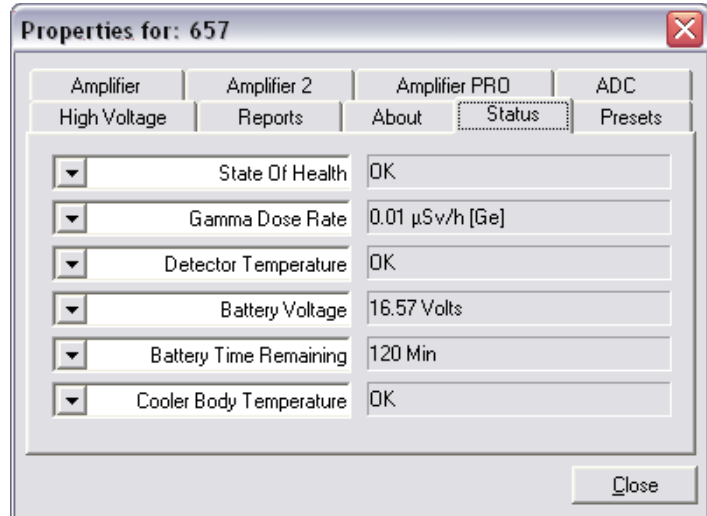 Properties for: 657
Amplifier Amplifier 2 Amplifier PRO ADC
High Voltage Reports About Status Presets
State Of Health OK
Gamma Dose Rate 0.01 µSv/h [Ge]
Detector Temperature OK
Battery Voltage 16.57 Volts
Battery Time Remaining 120 Min
Cooler Body Temperature OK
Close